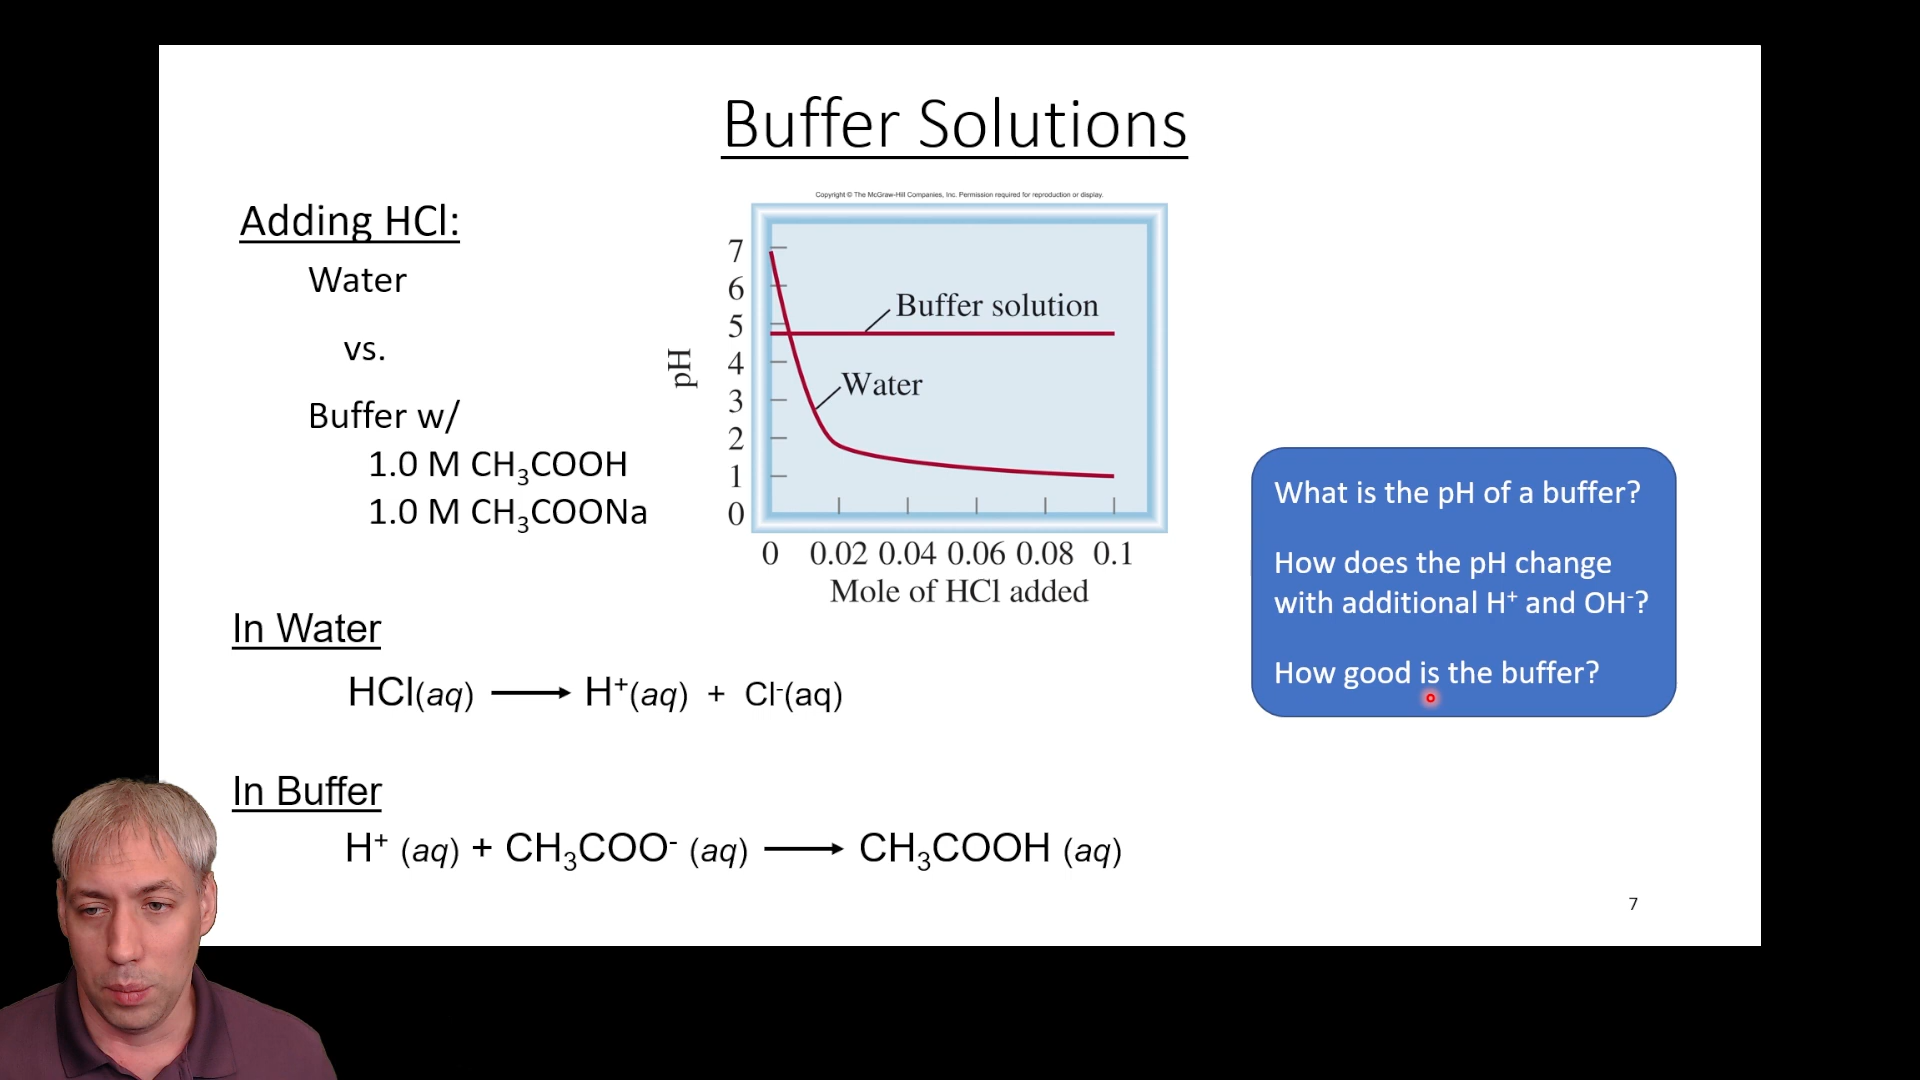 Buffer Solutions
Adding HCl:
Water
vs.
Buffer w/
1.0 M CH₃COOH
1.0 M CH₃COONa
Copyright © The McGraw-Hill Companies, Inc. Permission required for reproduction or display.
7
6
5
4
3
2
1
0
pH
Buffer solution
Water
0 0.02 0.04 0.06 0.08 0.1
Mole of HCl added
What is the pH of a buffer?
How does the pH change
with additional H⁺ and OH⁻?
How good is the buffer?
In Water
HCl(aq) ⟶ H⁺(aq) + Cl⁻(aq)
In Buffer
H⁺ (aq) + CH₃COO⁻ (aq) ⟶ CH₃COOH (aq)
7